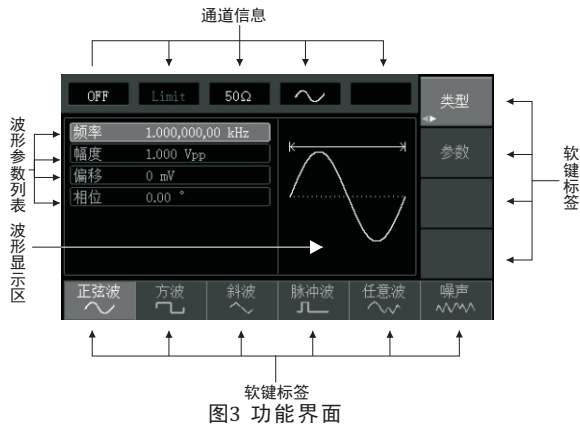 通道信息
OFF Limit 50Ω
类型
参数
频率 1.000,000,00 kHz
幅度 1.000 Vpp
偏移 0 mV
相位 0.00 °
波形参数列表
波形显示区
软键标签
正弦波 方波 斜波 脉冲波 任意波 噪声
软键标签
图3 功能界面